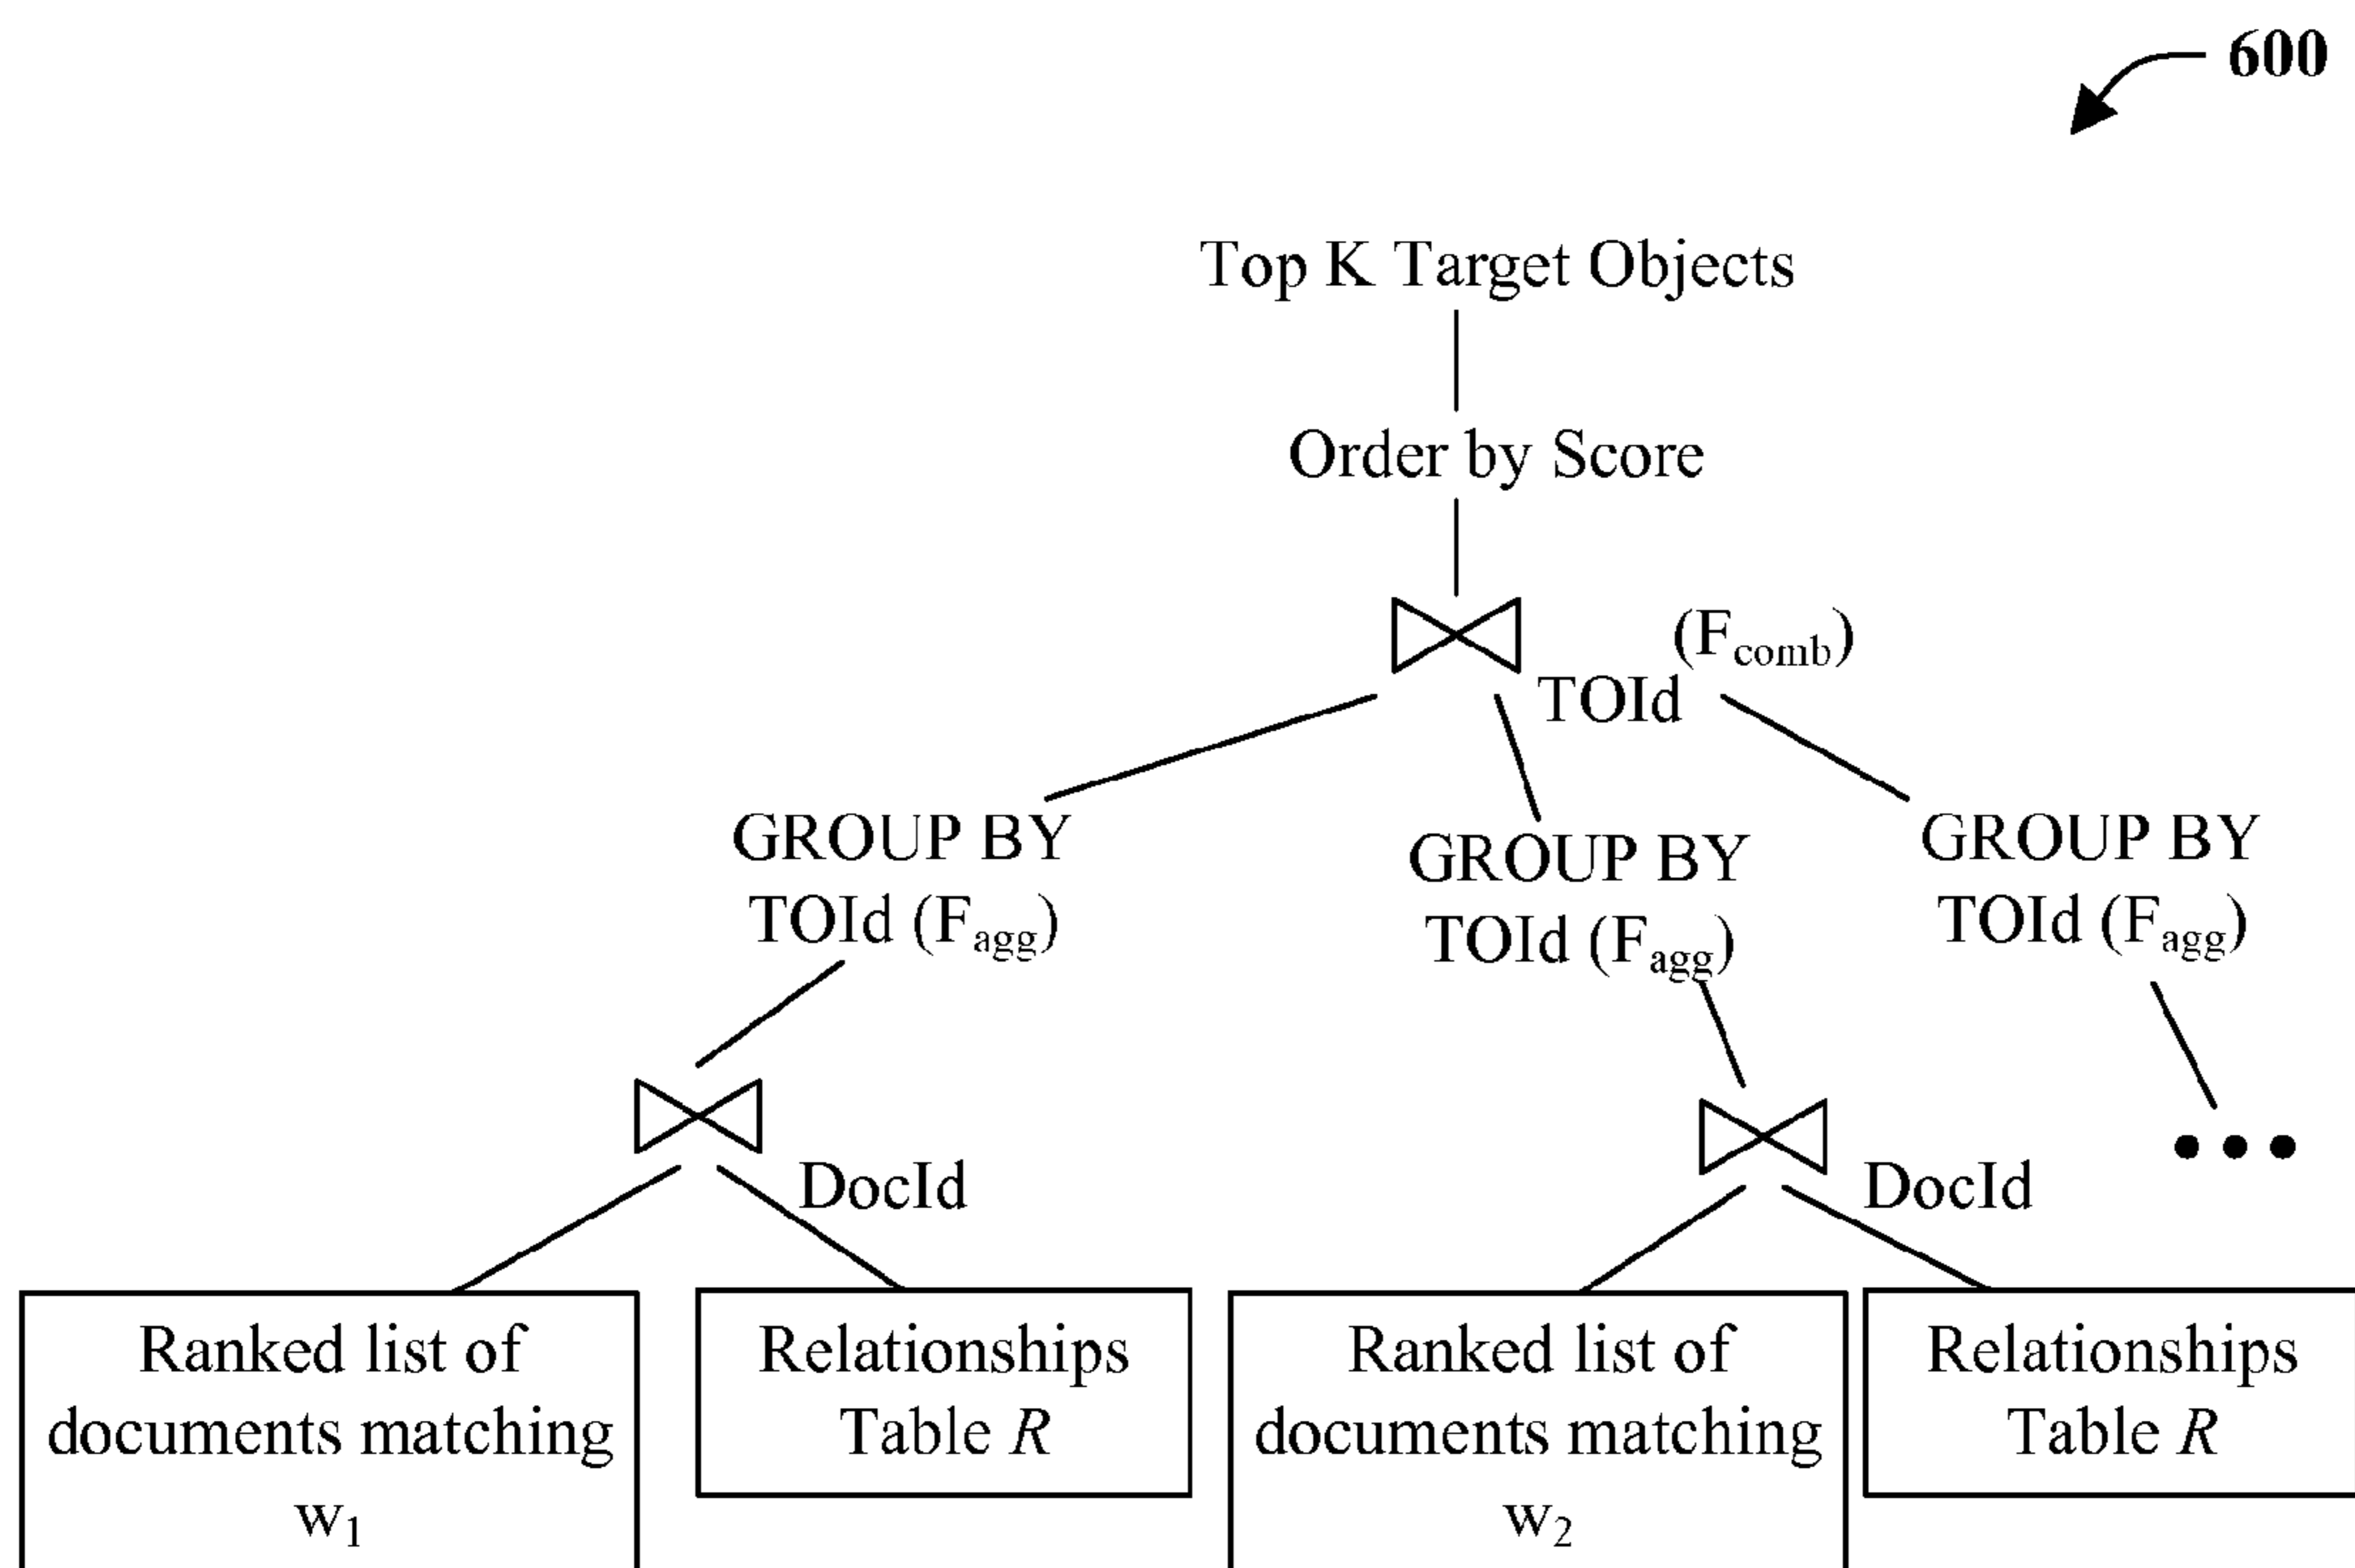 600
Top K Target Objects
Order by Score
(Fcomb)
TOId
GROUP BY
TOId (Fagg)
GROUP BY
TOId (Fagg)
GROUP BY
TOId (Fagg)
DocId
DocId
Ranked list of
documents matching
w1
Relationships
Table R
Ranked list of
documents matching
w2
Relationships
Table R